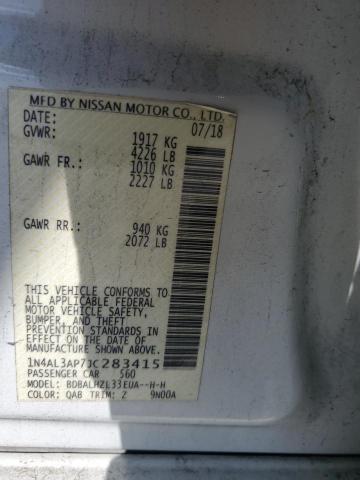 MFD BY NISSAN MOTOR CO., LTD.
DATE: 07/18
GVWR: 1917 KG
4226 LB
GAWR FR: 1010 KG
2227 LB
GAWR RR: 940 KG
2072 LB
THIS VEHICLE CONFORMS TO
ALL APPLICABLE FEDERAL
MOTOR VEHICLE SAFETY,
BUMPER, AND THEFT
PREVENTION STANDARDS IN
EFFECT ON THE DATE OF
MANUFACTURE SHOWN ABOVE.
1N4AL3AP7JC283415
PASSENGER CAR 560
MODEL: BDBALHZL33EUA--H-H
COLOR: QAB TRIM: Z 9N00A